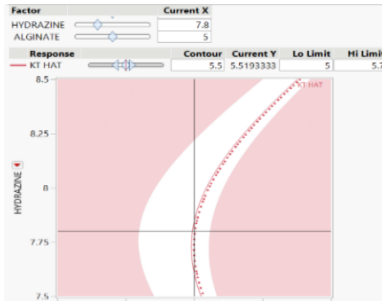 Factor Current X
HYDRAZINE 7.8
ALGINATE 5
Response Contour Current Y Lo Limit Hi Limit
KT HAT 5.5 5.5193333 5 5.7
8.5
KT HAT
8.25
HYDRAZINE
8
7.75
7.5